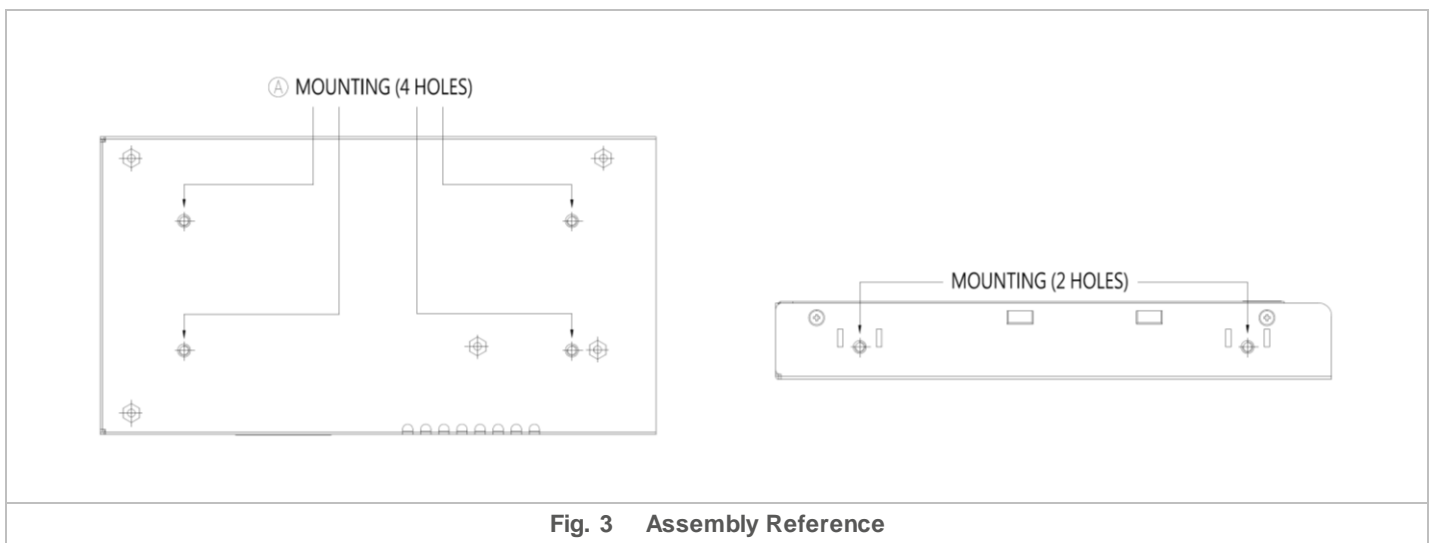 Ⓐ MOUNTING (4 HOLES)
MOUNTING (2 HOLES)
Fig. 3 Assembly Reference